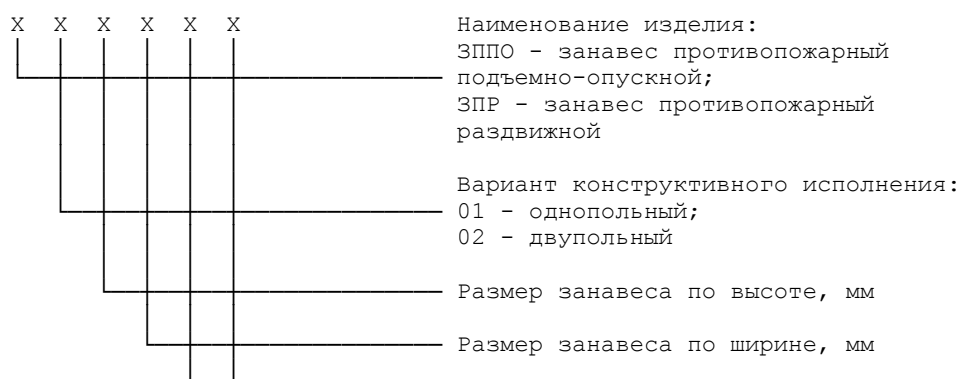 X X X X X X Наименование изделия:
ЗППО - занавес противопожарный
подъемно-опускной;
ЗПР - занавес противопожарный
раздвижной
Вариант конструктивного исполнения:
01 - однопольный;
02 - двупольный
Размер занавеса по высоте, мм
Размер занавеса по ширине, мм